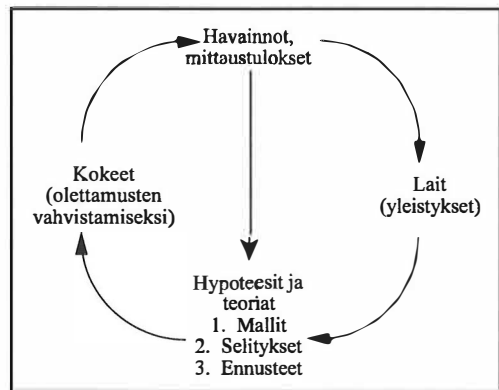 Havainnot,
mittaustulokset
Kokeet
(olettamusten
vahvistamiseksi)
Lait
(yleistykset)
Hypoteesit ja
teoriat
1. Mallit
2. Selitykset
3. Ennusteet